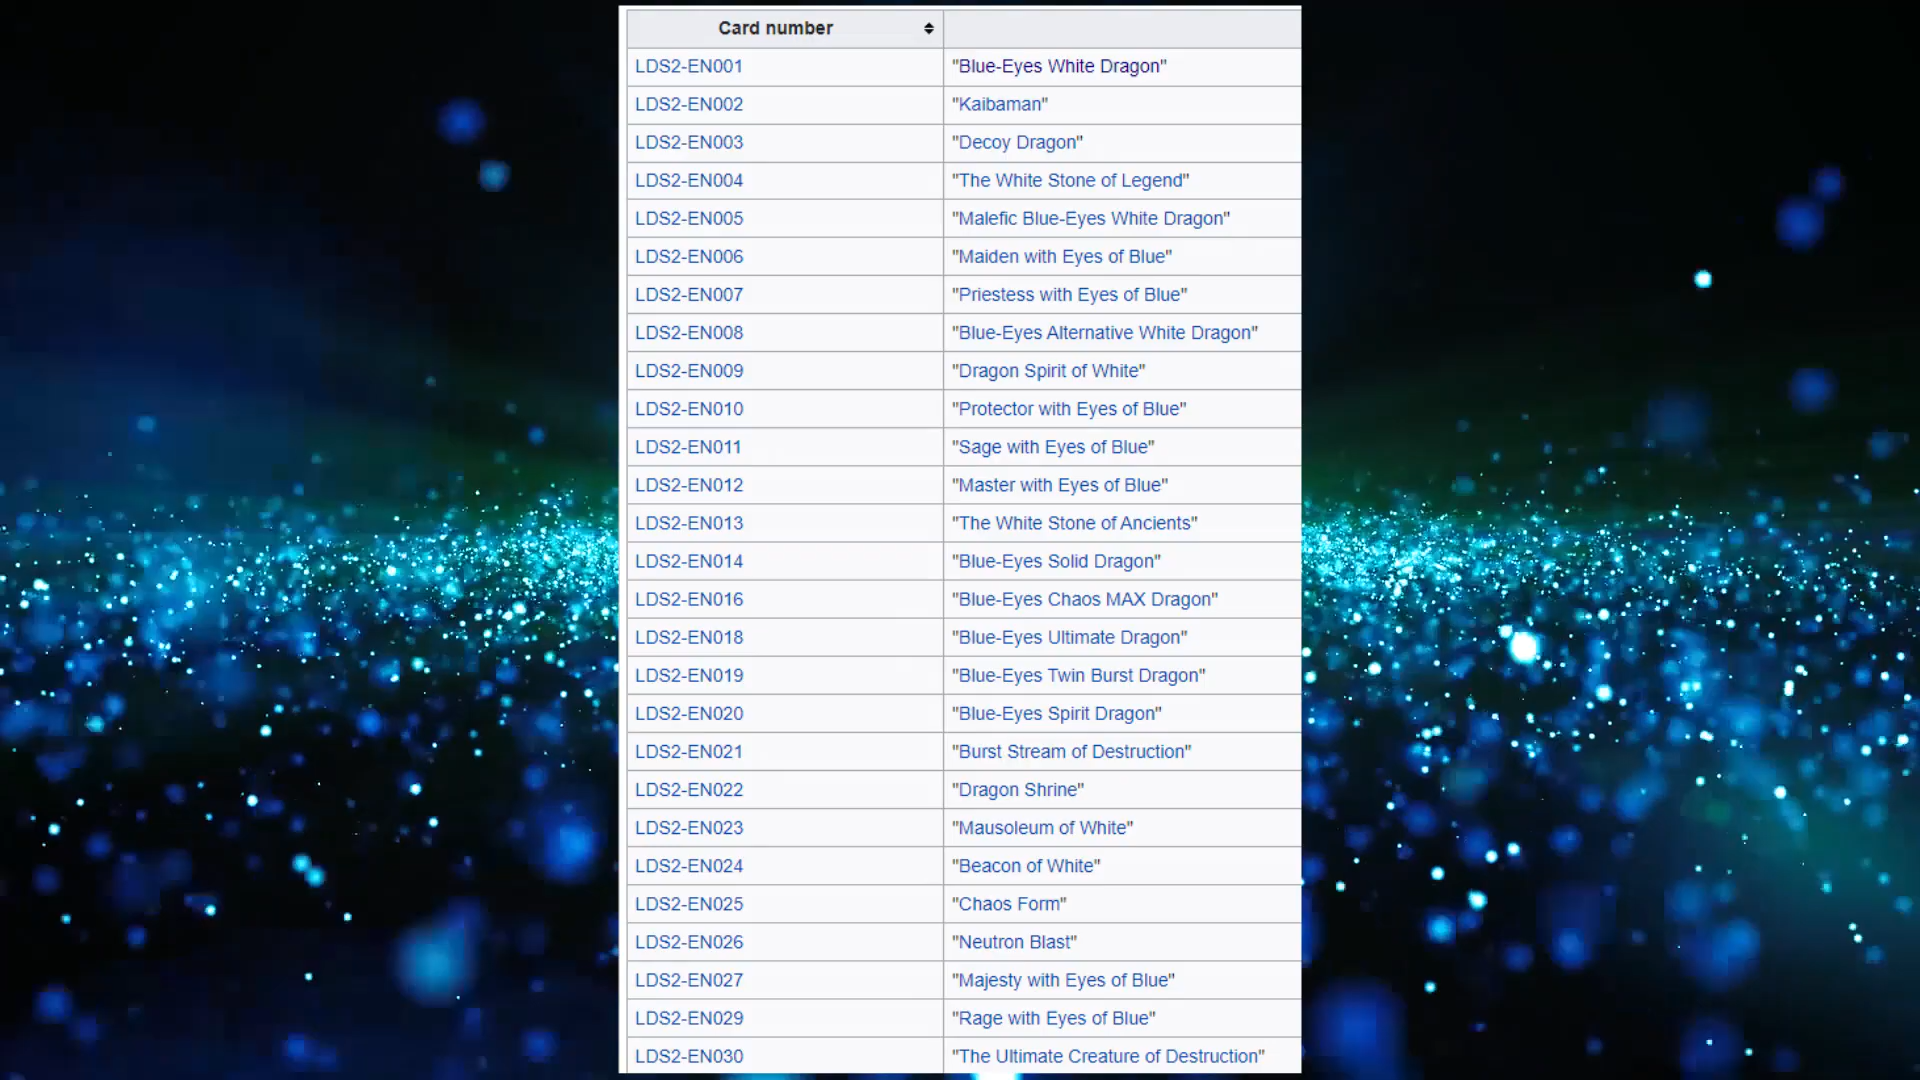 Card number
LDS2-EN001 "Blue-Eyes White Dragon"
LDS2-EN002 "Kaibaman"
LDS2-EN003 "Decoy Dragon"
LDS2-EN004 "The White Stone of Legend"
LDS2-EN005 "Malefic Blue-Eyes White Dragon"
LDS2-EN006 "Maiden with Eyes of Blue"
LDS2-EN007 "Priestess with Eyes of Blue"
LDS2-EN008 "Blue-Eyes Alternative White Dragon"
LDS2-EN009 "Dragon Spirit of White"
LDS2-EN010 "Protector with Eyes of Blue"
LDS2-EN011 "Sage with Eyes of Blue"
LDS2-EN012 "Master with Eyes of Blue"
LDS2-EN013 "The White Stone of Ancients"
LDS2-EN014 "Blue-Eyes Solid Dragon"
LDS2-EN016 "Blue-Eyes Chaos MAX Dragon"
LDS2-EN018 "Blue-Eyes Ultimate Dragon"
LDS2-EN019 "Blue-Eyes Twin Burst Dragon"
LDS2-EN020 "Blue-Eyes Spirit Dragon"
LDS2-EN021 "Burst Stream of Destruction"
LDS2-EN022 "Dragon Shrine"
LDS2-EN023 "Mausoleum of White"
LDS2-EN024 "Beacon of White"
LDS2-EN025 "Chaos Form"
LDS2-EN026 "Neutron Blast"
LDS2-EN027 "Majesty with Eyes of Blue"
LDS2-EN029 "Rage with Eyes of Blue"
LDS2-EN030 "The Ultimate Creature of Destruction"